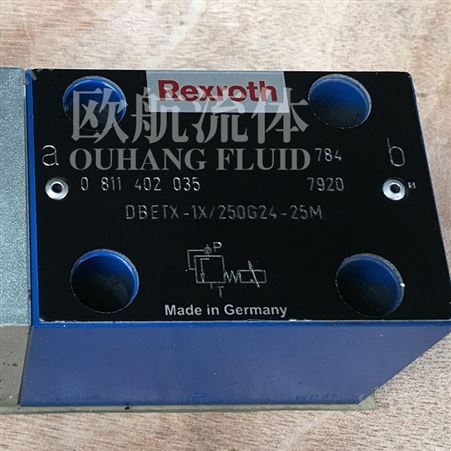 Rexroth
欧航流体
OUHANG FLUID
784
a
b
0 811 402 035
7920
DBETX-1X/250G24-25M
P
T
Made in Germany